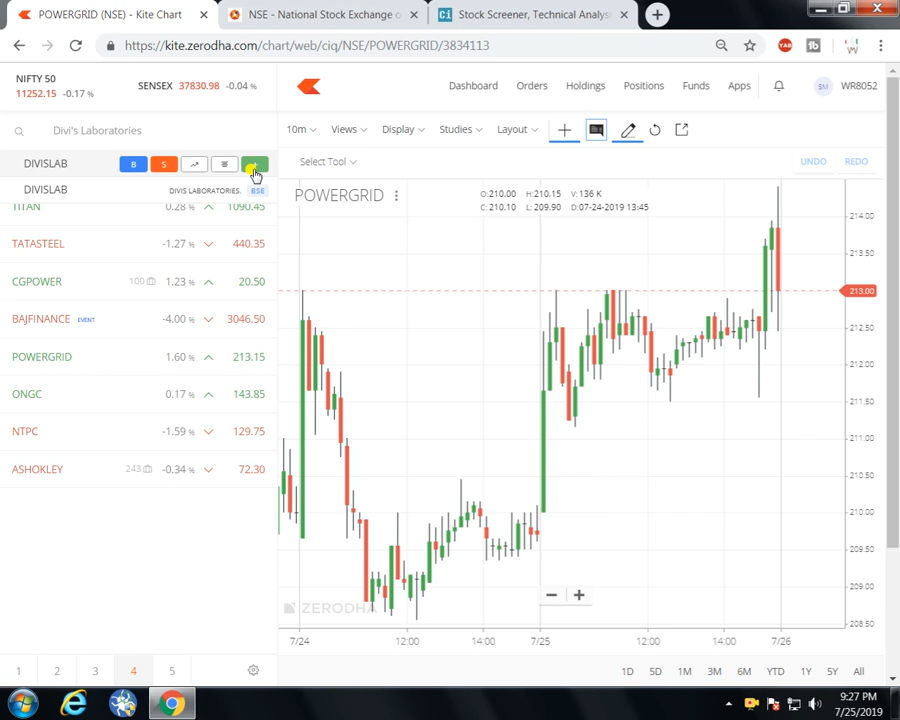 POWERGRID (NSE) - Kite Chart
NSE - National Stock Exchange o
Stock Screener, Technical Analys
https://kite.zerodha.com/chart/web/ciq/NSE/POWERGRID/3834113
NIFTY 50
11252.15 -0.17 %
SENSEX 37830.98 -0.04 %
Dashboard Orders Holdings Positions Funds Apps
SM WR8052
Divi's Laboratories
DIVISLAB B S
DIVISLAB DIVIS LABORATORIES. BSE
TITAN 0.28 % 1090.45
TATASTEEL -1.27 % 440.35
CGPOWER 100 1.23 % 20.50
BAJFINANCE EVENT -4.00 % 3046.50
POWERGRID 1.60 % 213.15
ONGC 0.17 % 143.85
NTPC -1.59 % 129.75
ASHOKLEY 243 -0.34 % 72.30
1 2 3 4 5
10m Views Display Studies Layout
Select Tool
UNDO REDO
POWERGRID
O: 210.00 H: 210.15 V: 136 K
C: 210.10 L: 209.90 D:07-24-2019 13:45
214.00
213.50
213.00
212.50
212.00
211.50
211.00
210.50
210.00
209.50
209.00
208.50
ZERODHA
7/24 12:00 14:00 7/25 12:00 14:00 7/26
1D 5D 1M 3M 6M YTD 1Y 5Y All
9:27 PM
7/25/2019